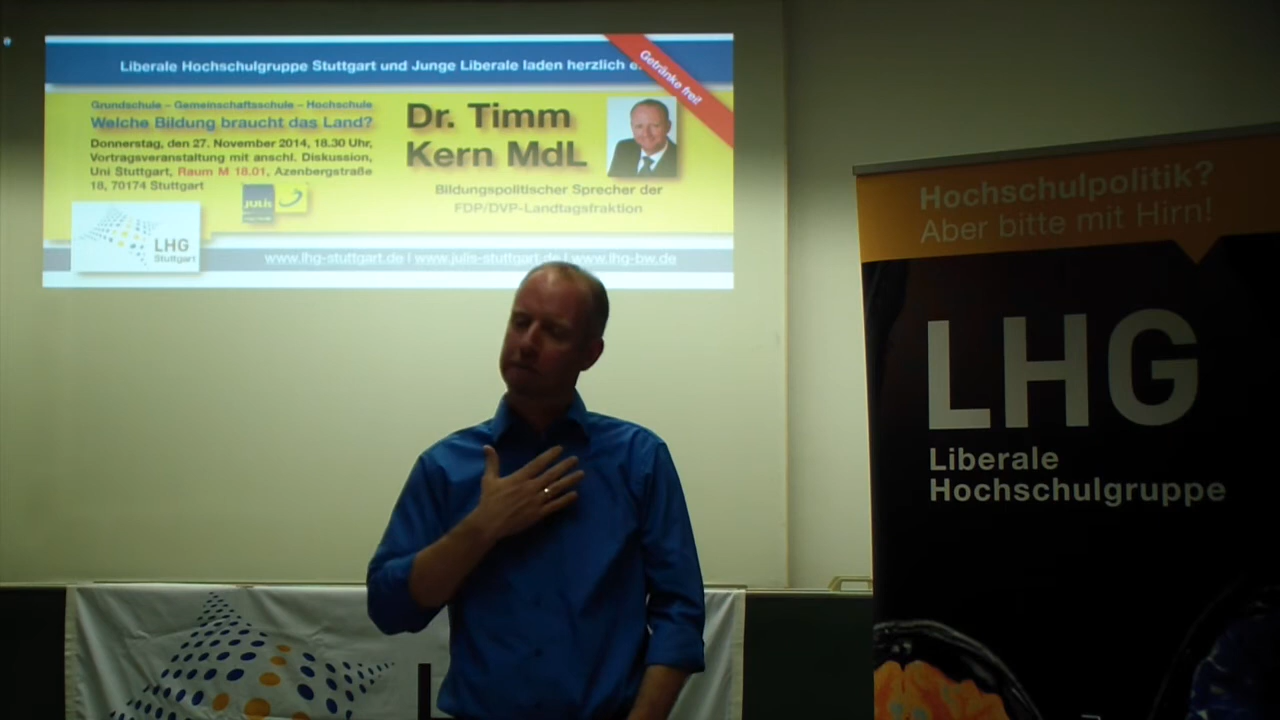 Liberale Hochschulgruppe Stuttgart und Junge Liberale laden herzlich
Getränke frei!
Grundschule – Gemeinschaftsschule – Hochschule
Welche Bildung braucht das Land?
Donnerstag, den 27. November 2014, 18.30 Uhr,
Vortragsveranstaltung mit anschl. Diskussion,
Uni Stuttgart, Raum M 18.01, Azenbergstraße
18, 70174 Stuttgart
Dr. Timm
Kern MdL
Bildungspolitischer Sprecher der
FDP/DVP-Landtagsfraktion
JULIS
LHG
Stuttgart
www.lhg-stuttgart.de I www.julis-stuttgart.de I www.lhg-bw.de
Hochschulpolitik?
Aber bitte mit Hirn!
LHG
Liberale
Hochschulgruppe